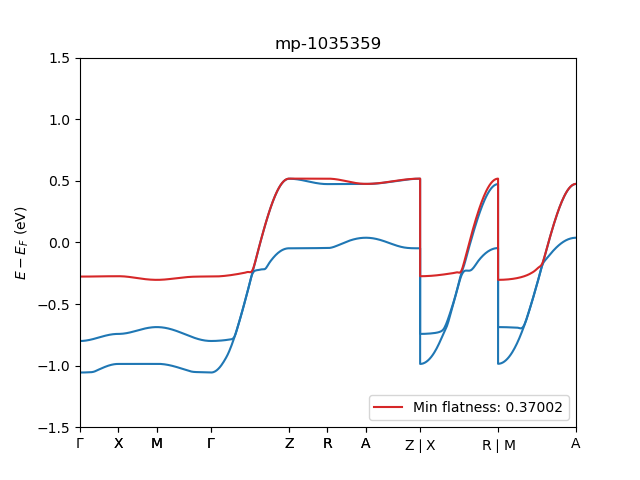 mp-1035359
E − E_F (eV)
1.5
1.0
0.5
0.0
−0.5
−1.0
−1.5
Min flatness: 0.37002
Γ X M Γ Z R A Z | X R | M A